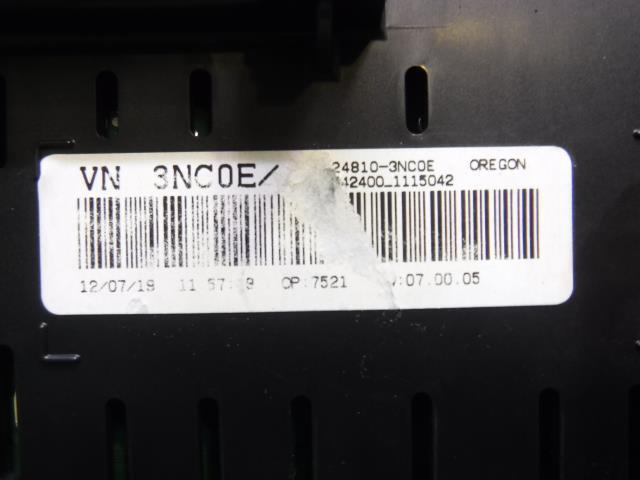 VN 3NC0E/ 24810-3NC0E OREGON
42400_1115042
12/07/18 OP:7521 :07.00.05